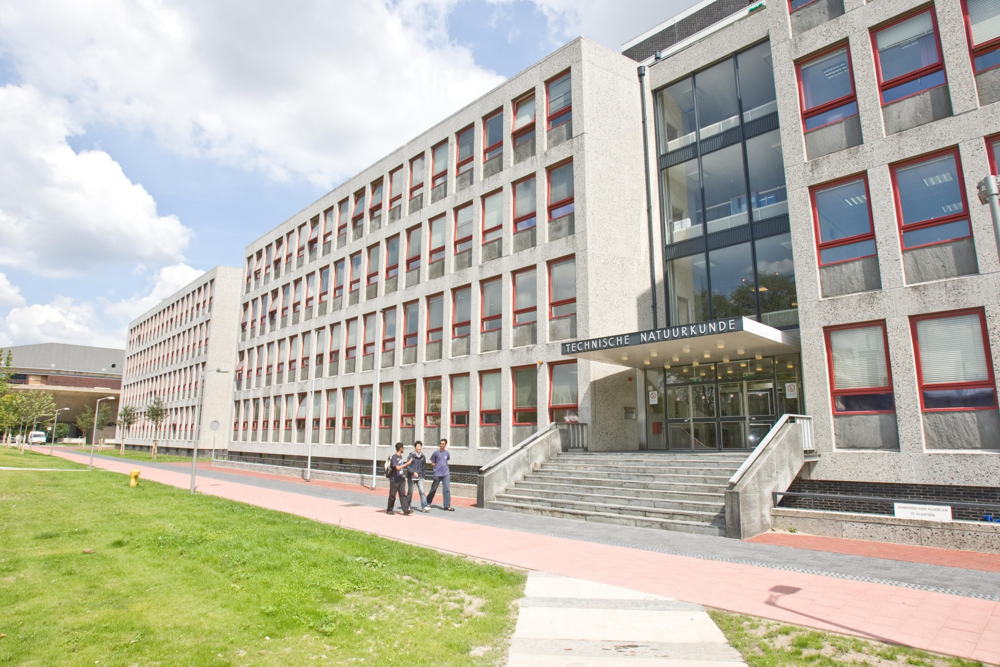 TECHNISCHE NATUURKUNDE
VERBODEN HIER RIJWIELEN
TE PLAATSEN